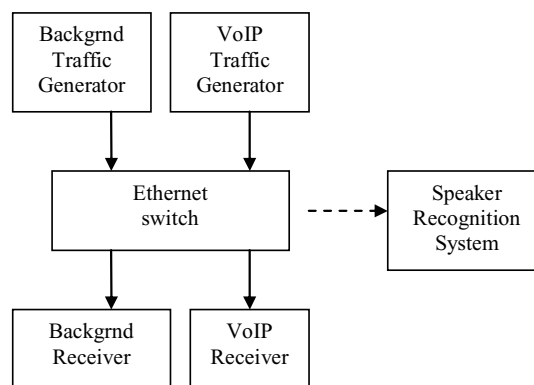 Backgrnd
Traffic
Generator
VoIP
Traffic
Generator
Ethernet
switch
Speaker
Recognition
System
Backgrnd
Receiver
VoIP
Receiver